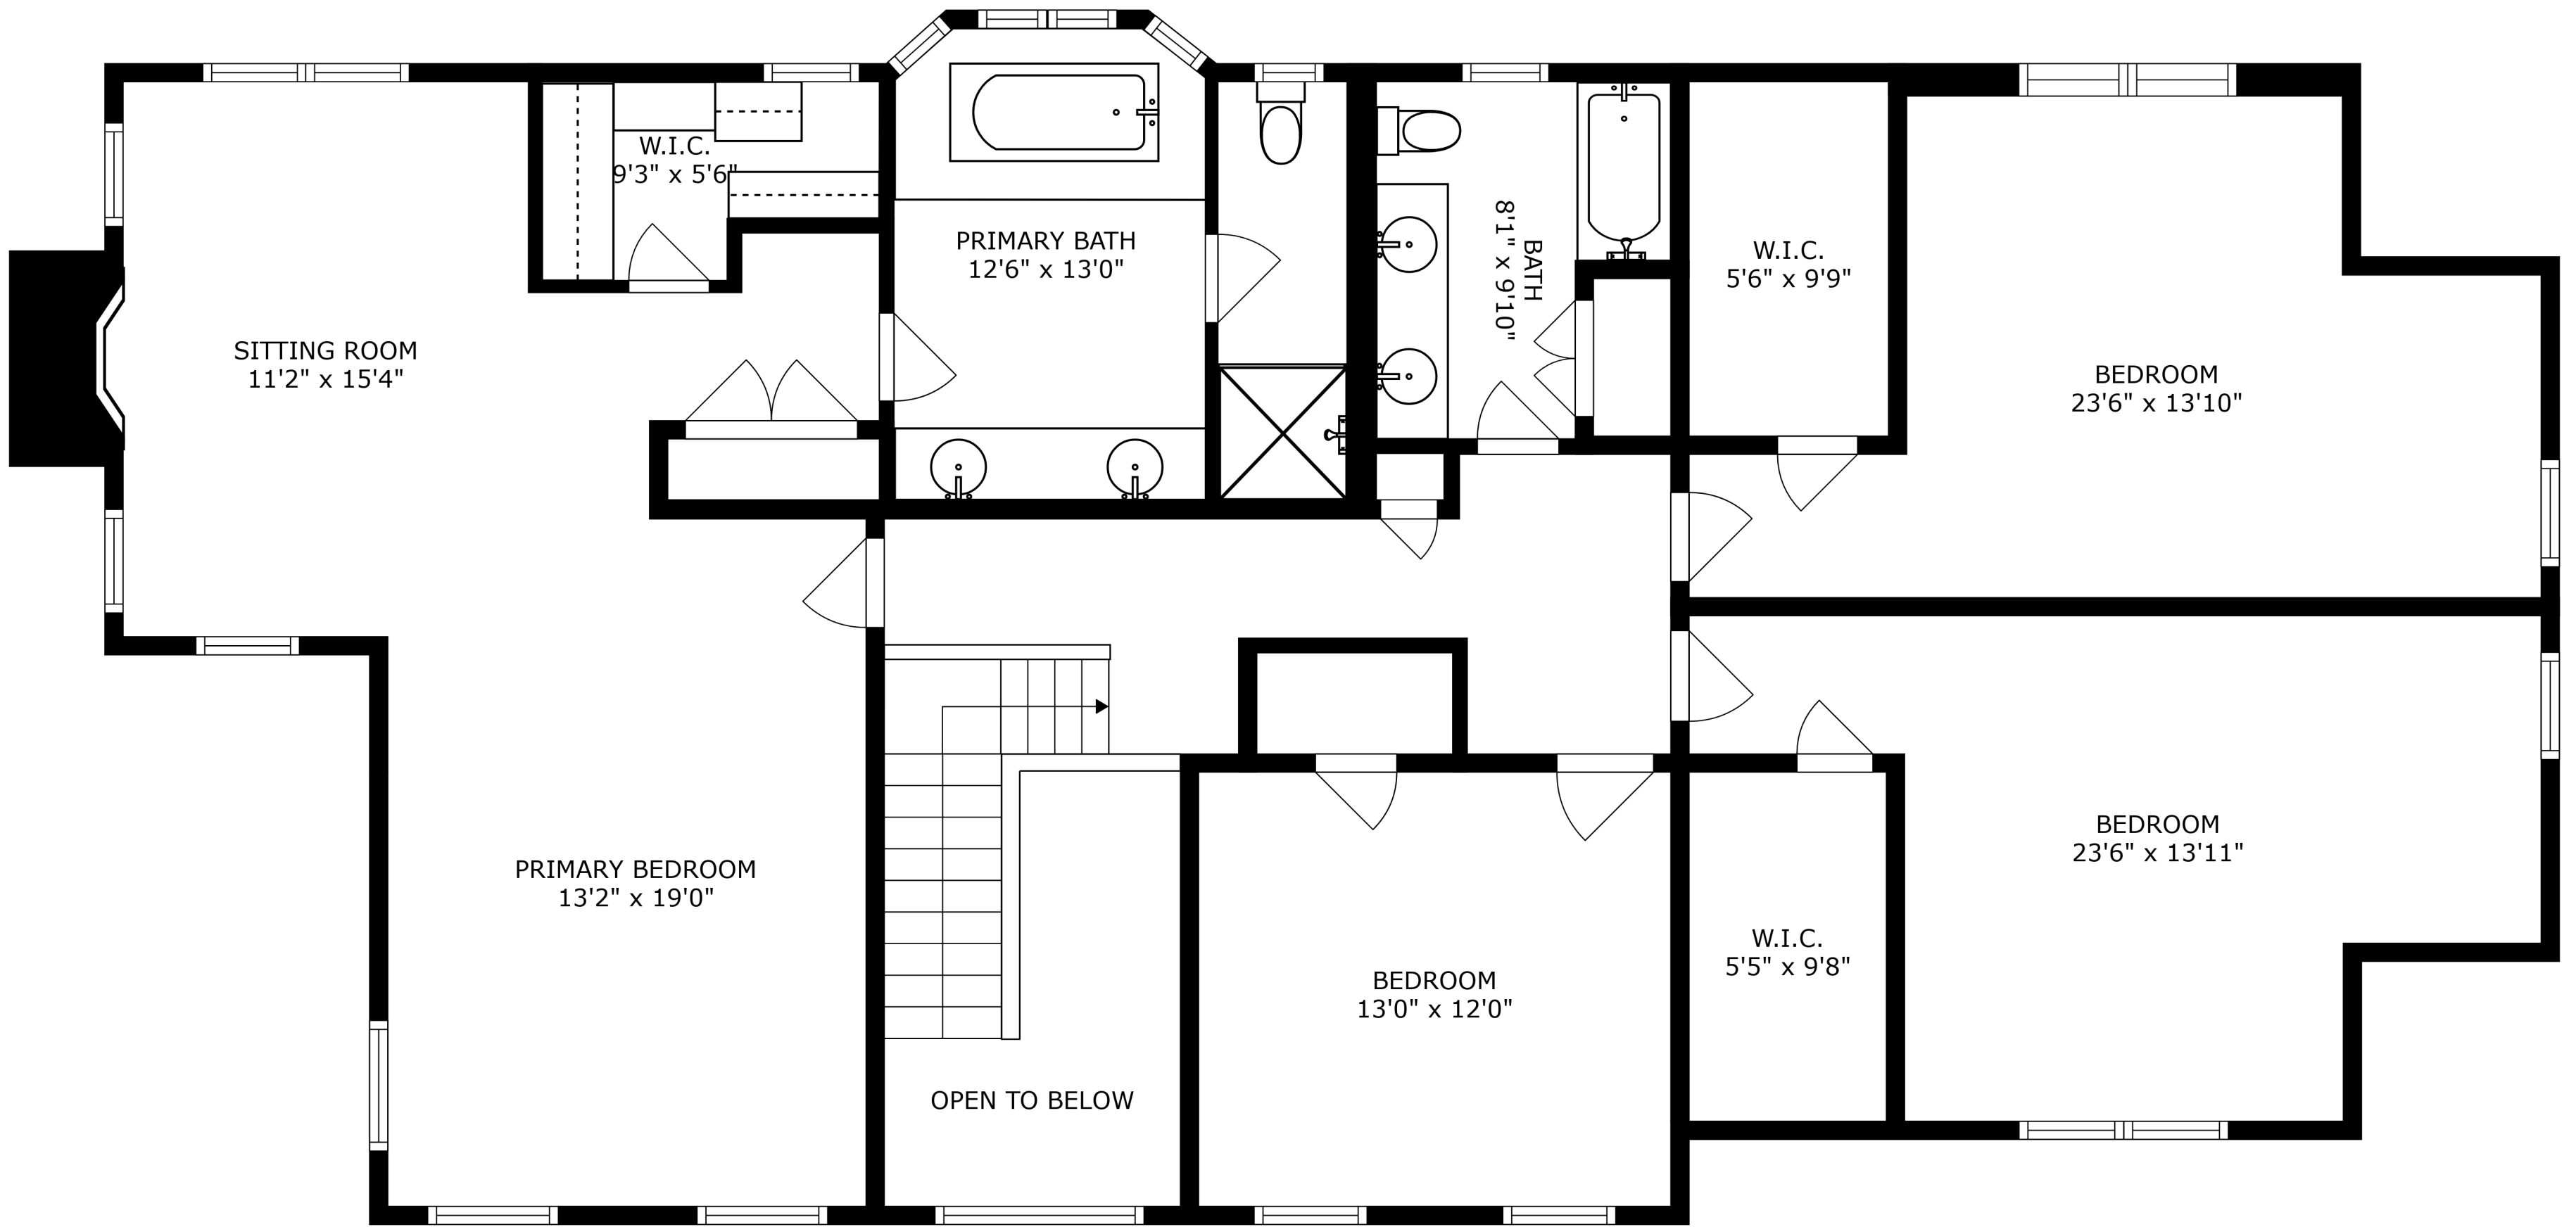 W.I.C.
9'3" x 5'6"
PRIMARY BATH
12'6" x 13'0"
BATH
8'1" x 9'10"
W.I.C.
5'6" x 9'9"
SITTING ROOM
11'2" x 15'4"
BEDROOM
23'6" x 13'10"
PRIMARY BEDROOM
13'2" x 19'0"
BEDROOM
23'6" x 13'11"
W.I.C.
5'5" x 9'8"
BEDROOM
13'0" x 12'0"
OPEN TO BELOW